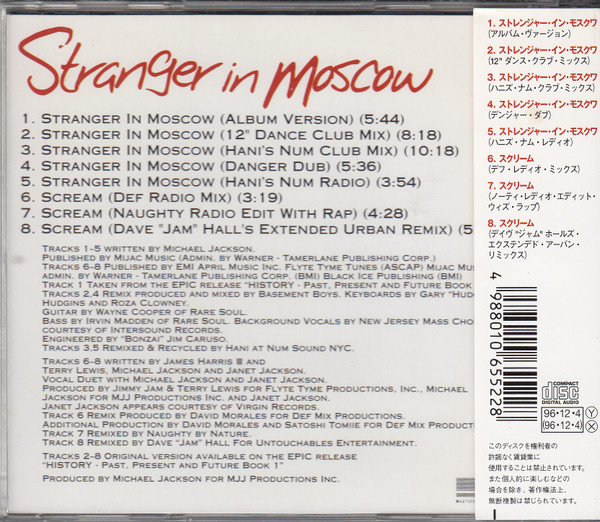 Stranger in Moscow
1. Stranger In Moscow (Album Version) (5:44)
2. Stranger In Moscow (12" Dance Club Mix) (8:18)
3. Stranger In Moscow (Hani's Num Club Mix) (10:18)
4. Stranger In Moscow (Danger Dub) (5:36)
5. Stranger In Moscow (Hani's Num Radio) (3:54)
6. Scream (Def Radio Mix) (3:19)
7. Scream (Naughty Radio Edit With Rap) (4:28)
8. Scream (Dave "Jam" Hall's Extended Urban Remix) (5
Tracks 1-5 written by Michael Jackson.
Published by Mijac Music (Admin. by Warner - Tamerlane Publishing Corp.)
Tracks 6-8 Published by EMI April Music Inc. Flyte Tyme Tunes (ASCAP) Mijac Mus
admin. by Warner - Tamerlane Publishing Corp. (BMI) Black Ice Publishing (BMI)
Track 1 Taken from the EPIC release "HIStory - Past, Present and Future Book
Tracks 2,4 Remix produced and mixed by Basement Boys. Keyboards by Gary "Hud
Hudgins and Roza Clowney.
Guitar by Wayne Cooper of Rare Soul.
Bass by Irvin Madden of Rare Soul. Background Vocals by New Jersey Mass Cho
courtesy of Intersound Records.
Engineered by "Bonzai" Jim Caruso.
Tracks 3,5 Remixed & Recycled by Hani at Num Sound NYC.
Tracks 6-8 written by James Harris III and
Terry Lewis, Michael Jackson and Janet Jackson.
Vocal Duet with Michael Jackson and Janet Jackson.
Produced by Jimmy Jam & Terry Lewis for Flyte Tyme Productions, Inc., Michael
Jackson for MJJ Productions Inc. and Janet Jackson.
Janet Jackson appears courtesy of Virgin Records.
Track 6 Remix Produced by David Morales for Def Mix Productions.
Additional Production by David Morales and Satoshi Tomiie for Def Mix Product
Track 7 Remixed by Naughty by Nature.
Track 8 Remixed by Dave "Jam" Hall For Untouchables Entertainment.
Tracks 2-8 Original version available on the EPIC release
"HIStory - Past, Present and Future Book 1"
Produced by Michael Jackson for MJJ Productions Inc.
1. ストレンジャー・イン・モスクワ
(アルバム・ヴァージョン)
2. ストレンジャー・イン・モスクワ
(12" ダンス・クラブ・ミックス)
3. ストレンジャー・イン・モスクワ
(ハニズ・ナム・クラブ・ミックス)
4. ストレンジャー・イン・モスクワ
(デンジャー・ダブ)
5. ストレンジャー・イン・モスクワ
(ハニズ・ナム・レディオ)
6. スクリーム
(デフ・レディオ・ミックス)
7. スクリーム
(ノーティ・レディオ・エディット・
ウィズ・ラップ)
8. スクリーム
(デイヴ "ジャム" ホールズ・
エクステンデド・アーバン・
リミックス)
4 988010 655228
COMPACT
disc
DIGITAL AUDIO
(96・12・4) Y
(96・12・4) X
このディスクを権利者の
許諾なく賃貸業に
使用することは禁じられています。
また個人的に楽しむなどの
場合を除き、著作権法上、
無断複製は禁じられています。